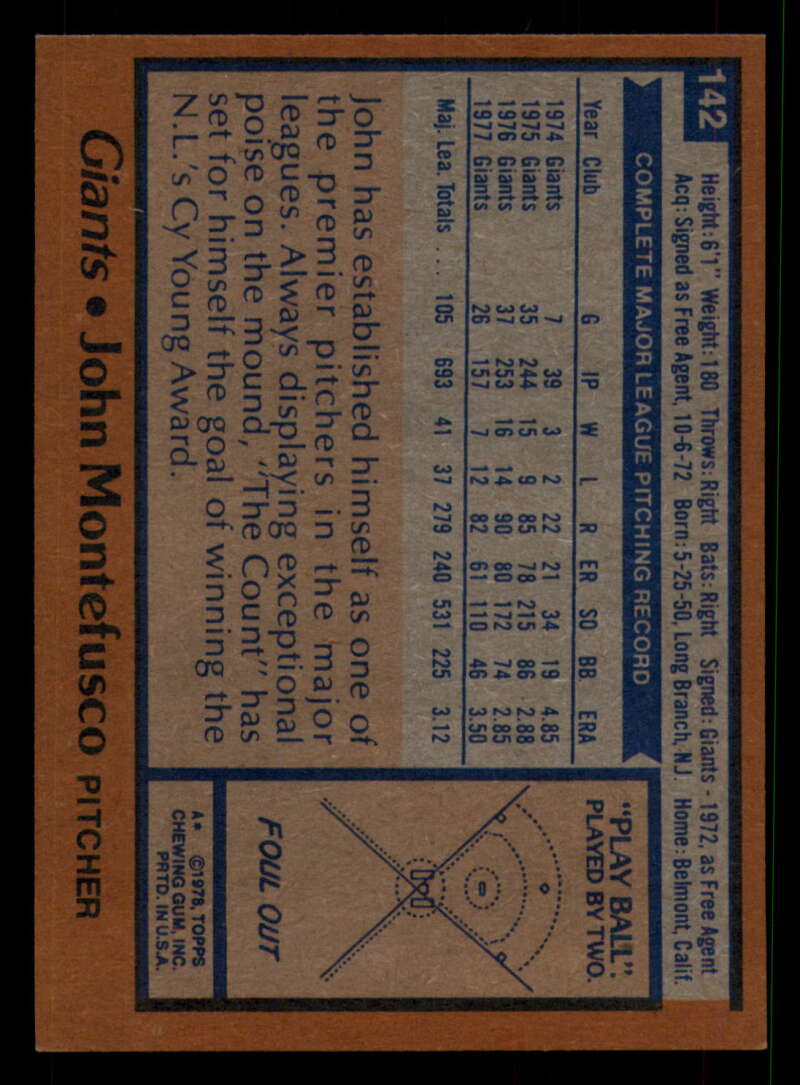 142
Height: 6'1" Weight: 180 Throws: Right Bats: Right Signed: Giants - 1972, as Free Agent
Acq: Signed as Free Agent, 10-6-72 Born: 5-25-50, Long Branch, N.J. Home: Belmont, Calif.
COMPLETE MAJOR LEAGUE PITCHING RECORD
Year Club G IP W L R ER SO BB ERA
1974 Giants 7 39 3 2 22 21 34 19 4.85
1975 Giants 35 244 15 9 85 78 215 86 2.88
1976 Giants 37 253 16 14 90 80 172 74 2.85
1977 Giants 26 157 7 12 82 61 110 46 3.50
Maj. Lea. Totals .... 105 693 41 37 279 240 531 225 3.12
John has established himself as one of
the premier pitchers in the major
leagues. Always displaying exceptional
poise on the mound, "The Count" has
set for himself the goal of winning the
N.L.'s Cy Young Award.
"PLAY BALL":
PLAYED BY TWO.
FOUL OUT
A* ©1978, TOPPS
CHEWING GUM, INC.
PRTD. IN U.S.A.
Giants • John Montefusco PITCHER